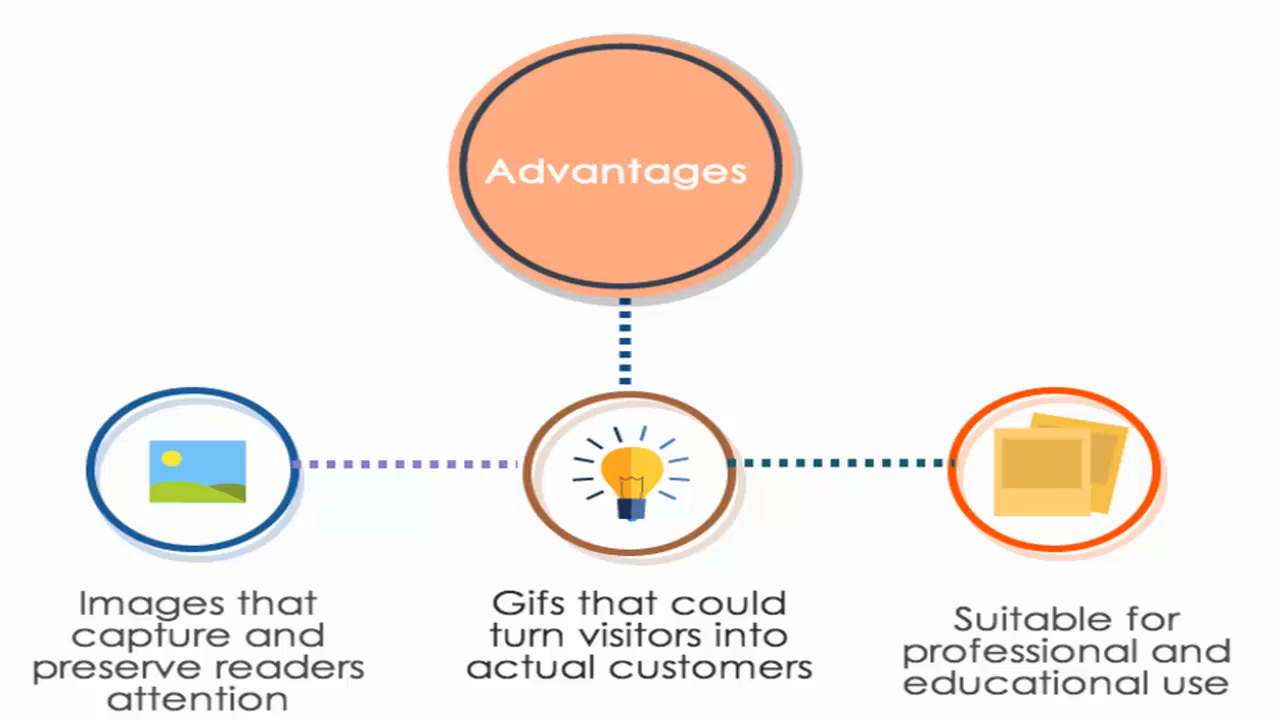 Advantages
Images that
capture and
preserve readers
attention
Gifs that could
turn visitors into
actual customers
Suitable for
professional and
educational use